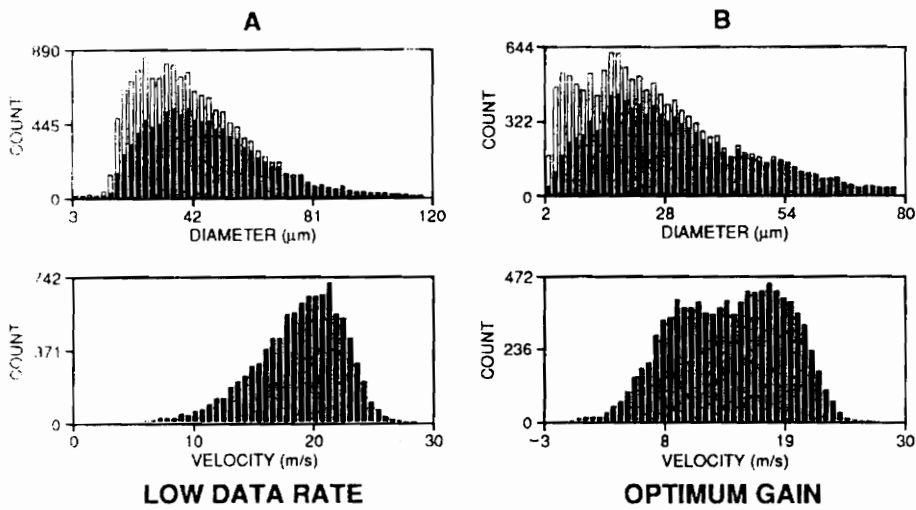 A
890
445
0
COUNT
3 42 81 120
DIAMETER (µm)
742
371
0
COUNT
0 10 20 30
VELOCITY (m/s)
LOW DATA RATE
B
644
322
0
COUNT
2 28 54 80
DIAMETER (µm)
472
236
0
COUNT
−3 8 19 30
VELOCITY (m/s)
OPTIMUM GAIN